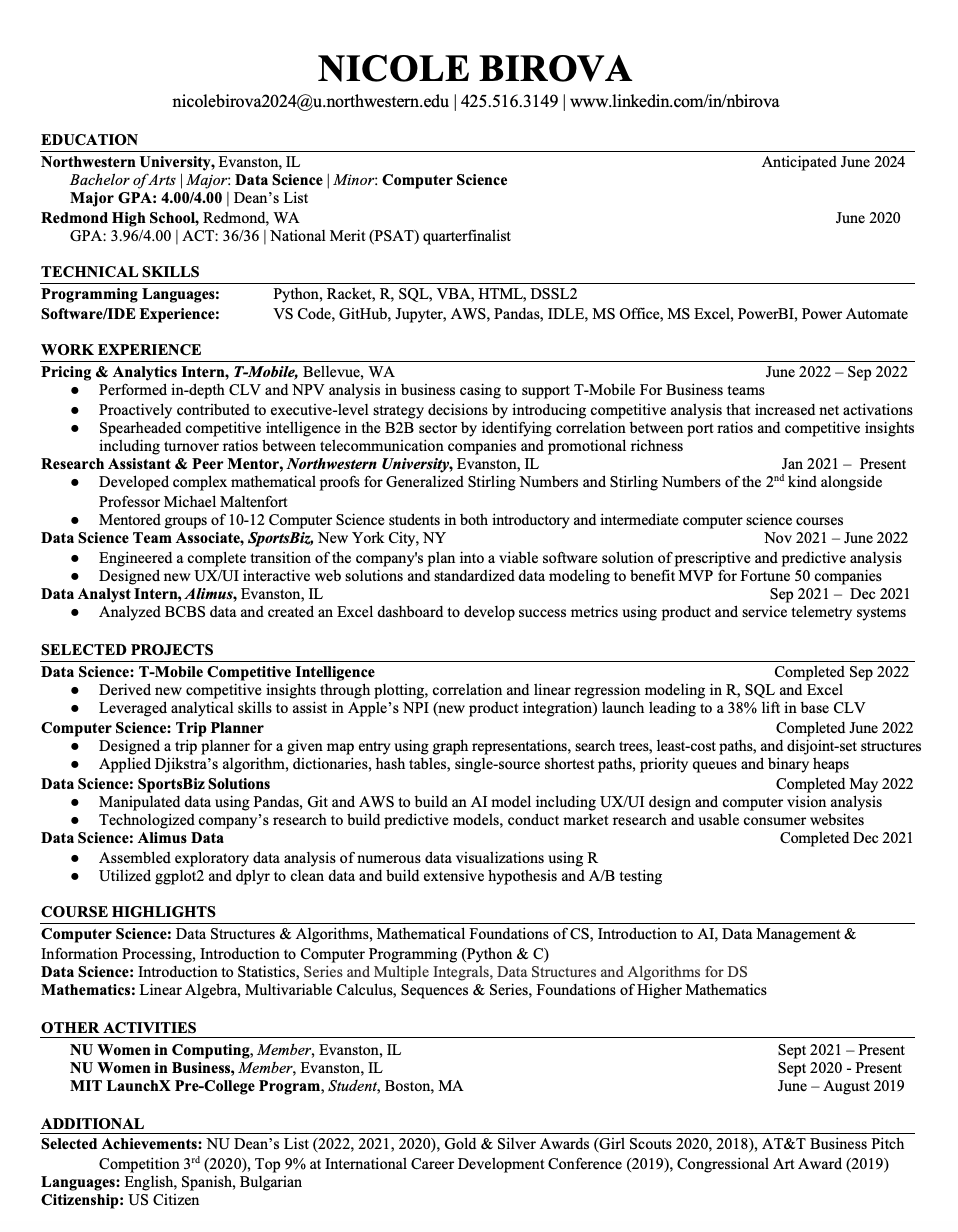 NICOLE BIROVA
nicolebirova2024@u.northwestern.edu | 425.516.3149 | www.linkedin.com/in/nbirova
EDUCATION
Northwestern University, Evanston, IL Anticipated June 2024
Bachelor of Arts | Major: Data Science | Minor: Computer Science
Major GPA: 4.00/4.00 | Dean’s List
Redmond High School, Redmond, WA June 2020
GPA: 3.96/4.00 | ACT: 36/36 | National Merit (PSAT) quarterfinalist
TECHNICAL SKILLS
Programming Languages: Python, Racket, R, SQL, VBA, HTML, DSSL2
Software/IDE Experience: VS Code, GitHub, Jupyter, AWS, Pandas, IDLE, MS Office, MS Excel, PowerBI, Power Automate
WORK EXPERIENCE
Pricing & Analytics Intern, T-Mobile, Bellevue, WA June 2022 – Sep 2022
● Performed in-depth CLV and NPV analysis in business casing to support T-Mobile For Business teams
● Proactively contributed to executive-level strategy decisions by introducing competitive analysis that increased net activations
● Spearheaded competitive intelligence in the B2B sector by identifying correlation between port ratios and competitive insights
including turnover ratios between telecommunication companies and promotional richness
Research Assistant & Peer Mentor, Northwestern University, Evanston, IL Jan 2021 – Present
● Developed complex mathematical proofs for Generalized Stirling Numbers and Stirling Numbers of the 2nd kind alongside
Professor Michael Maltenfort
● Mentored groups of 10-12 Computer Science students in both introductory and intermediate computer science courses
Data Science Team Associate, SportsBiz, New York City, NY Nov 2021 – June 2022
● Engineered a complete transition of the company's plan into a viable software solution of prescriptive and predictive analysis
● Designed new UX/UI interactive web solutions and standardized data modeling to benefit MVP for Fortune 50 companies
Data Analyst Intern, Alimus, Evanston, IL Sep 2021 – Dec 2021
● Analyzed BCBS data and created an Excel dashboard to develop success metrics using product and service telemetry systems
SELECTED PROJECTS
Data Science: T-Mobile Competitive Intelligence Completed Sep 2022
● Derived new competitive insights through plotting, correlation and linear regression modeling in R, SQL and Excel
● Leveraged analytical skills to assist in Apple’s NPI (new product integration) launch leading to a 38% lift in base CLV
Computer Science: Trip Planner Completed June 2022
● Designed a trip planner for a given map entry using graph representations, search trees, least-cost paths, and disjoint-set structures
● Applied Djikstra’s algorithm, dictionaries, hash tables, single-source shortest paths, priority queues and binary heaps
Data Science: SportsBiz Solutions Completed May 2022
● Manipulated data using Pandas, Git and AWS to build an AI model including UX/UI design and computer vision analysis
● Technologized company’s research to build predictive models, conduct market research and usable consumer websites
Data Science: Alimus Data Completed Dec 2021
● Assembled exploratory data analysis of numerous data visualizations using R
● Utilized ggplot2 and dplyr to clean data and build extensive hypothesis and A/B testing
COURSE HIGHLIGHTS
Computer Science: Data Structures & Algorithms, Mathematical Foundations of CS, Introduction to AI, Data Management &
Information Processing, Introduction to Computer Programming (Python & C)
Data Science: Introduction to Statistics, Series and Multiple Integrals, Data Structures and Algorithms for DS
Mathematics: Linear Algebra, Multivariable Calculus, Sequences & Series, Foundations of Higher Mathematics
OTHER ACTIVITIES
NU Women in Computing, Member, Evanston, IL Sept 2021 – Present
NU Women in Business, Member, Evanston, IL Sept 2020 - Present
MIT LaunchX Pre-College Program, Student, Boston, MA June – August 2019
ADDITIONAL
Selected Achievements: NU Dean’s List (2022, 2021, 2020), Gold & Silver Awards (Girl Scouts 2020, 2018), AT&T Business Pitch
Competition 3rd (2020), Top 9% at International Career Development Conference (2019), Congressional Art Award (2019)
Languages: English, Spanish, Bulgarian
Citizenship: US Citizen